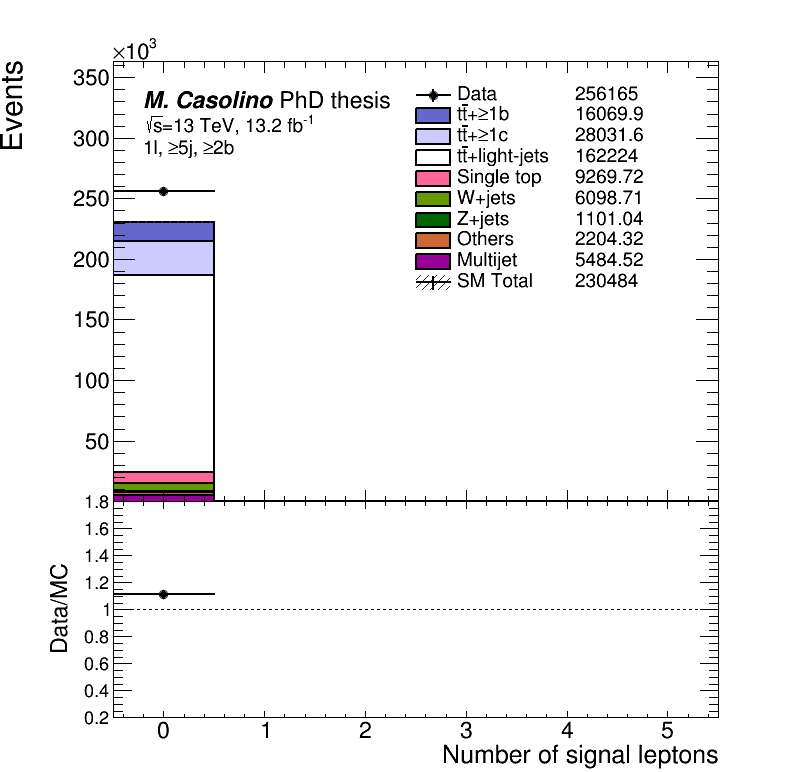 ×10³
Events
350
300
250
200
150
100
50
M. Casolino PhD thesis
√s=13 TeV, 13.2 fb⁻¹
1l, ≥5j, ≥2b
Data 256165
tt̄+≥1b 16069.9
tt̄+≥1c 28031.6
tt̄+light-jets 162224
Single top 9269.72
W+jets 6098.71
Z+jets 1101.04
Others 2204.32
Multijet 5484.52
SM Total 230484
Data/MC
1.8
1.6
1.4
1.2
1
0.8
0.6
0.4
0.2
0 1 2 3 4 5
Number of signal leptons